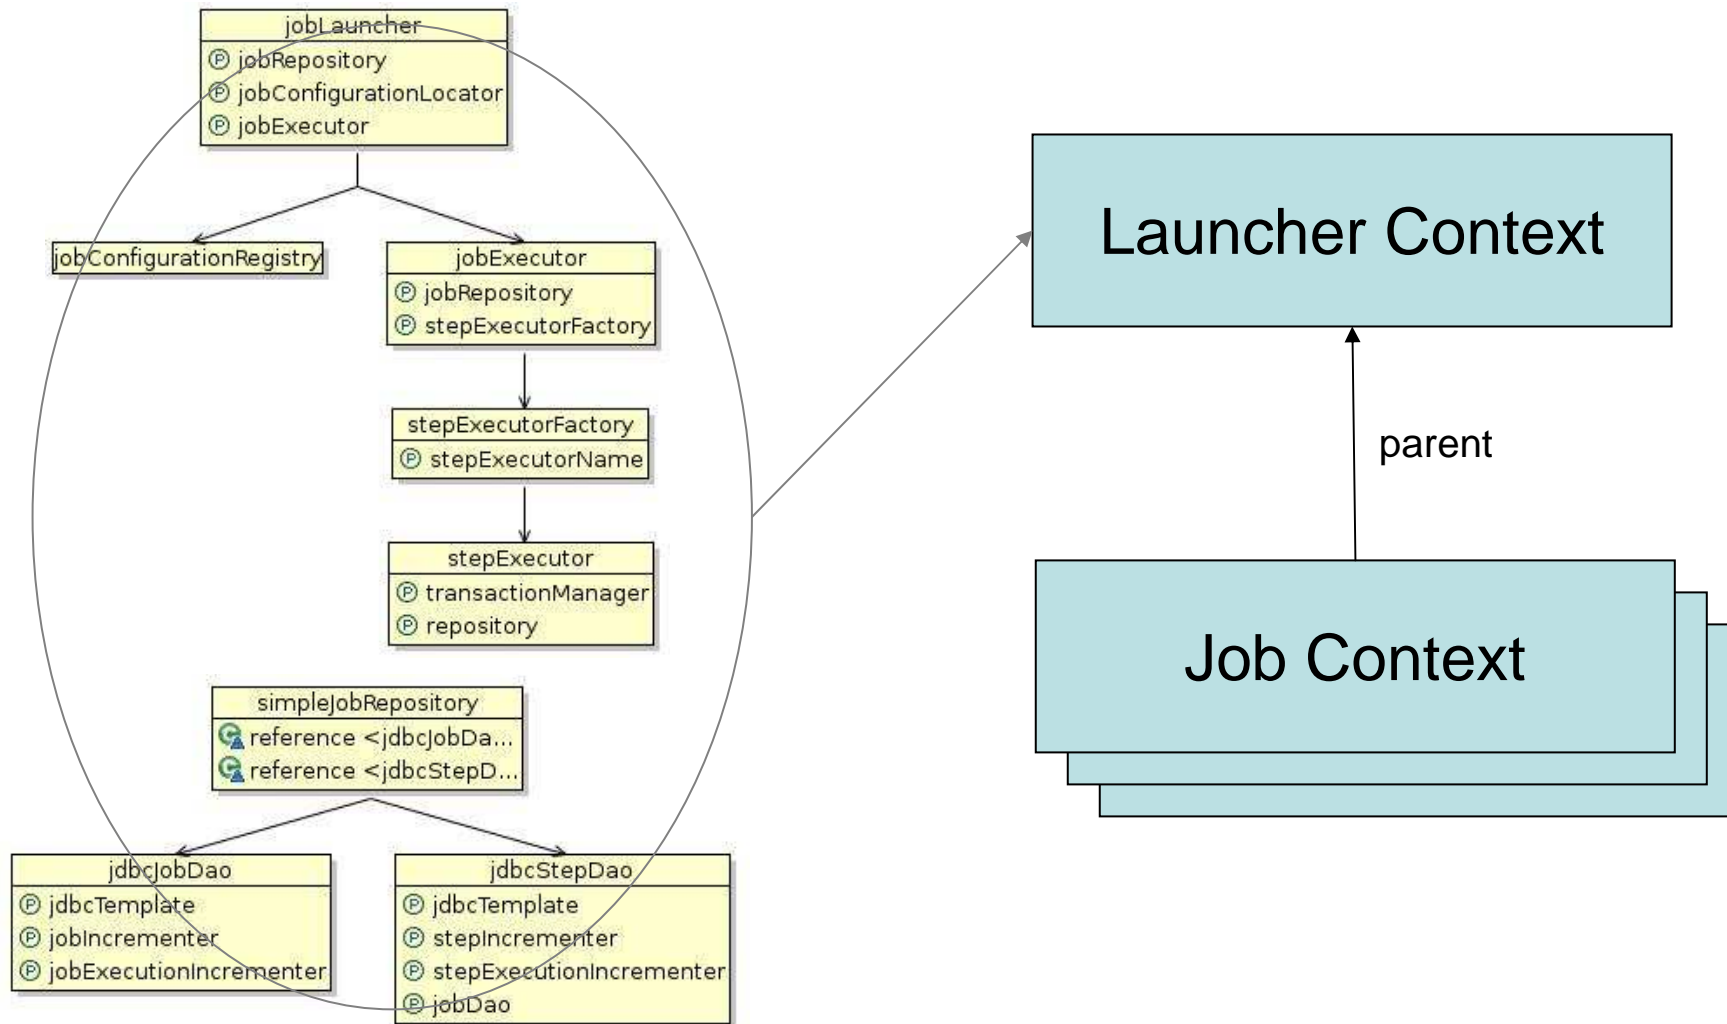 jobLauncher
jobRepository
jobConfigurationLocator
jobExecutor
jobConfigurationRegistry
jobExecutor
jobRepository
stepExecutorFactory
stepExecutorFactory
stepExecutorName
stepExecutor
transactionManager
repository
simpleJobRepository
reference <jdbcJobDa...
reference <jdbcStepD...
jdbcJobDao
jdbcTemplate
jobIncrementer
jobExecutionIncrementer
jdbcStepDao
jdbcTemplate
stepIncrementer
stepExecutionIncrementer
jobDao
Launcher Context
parent
Job Context